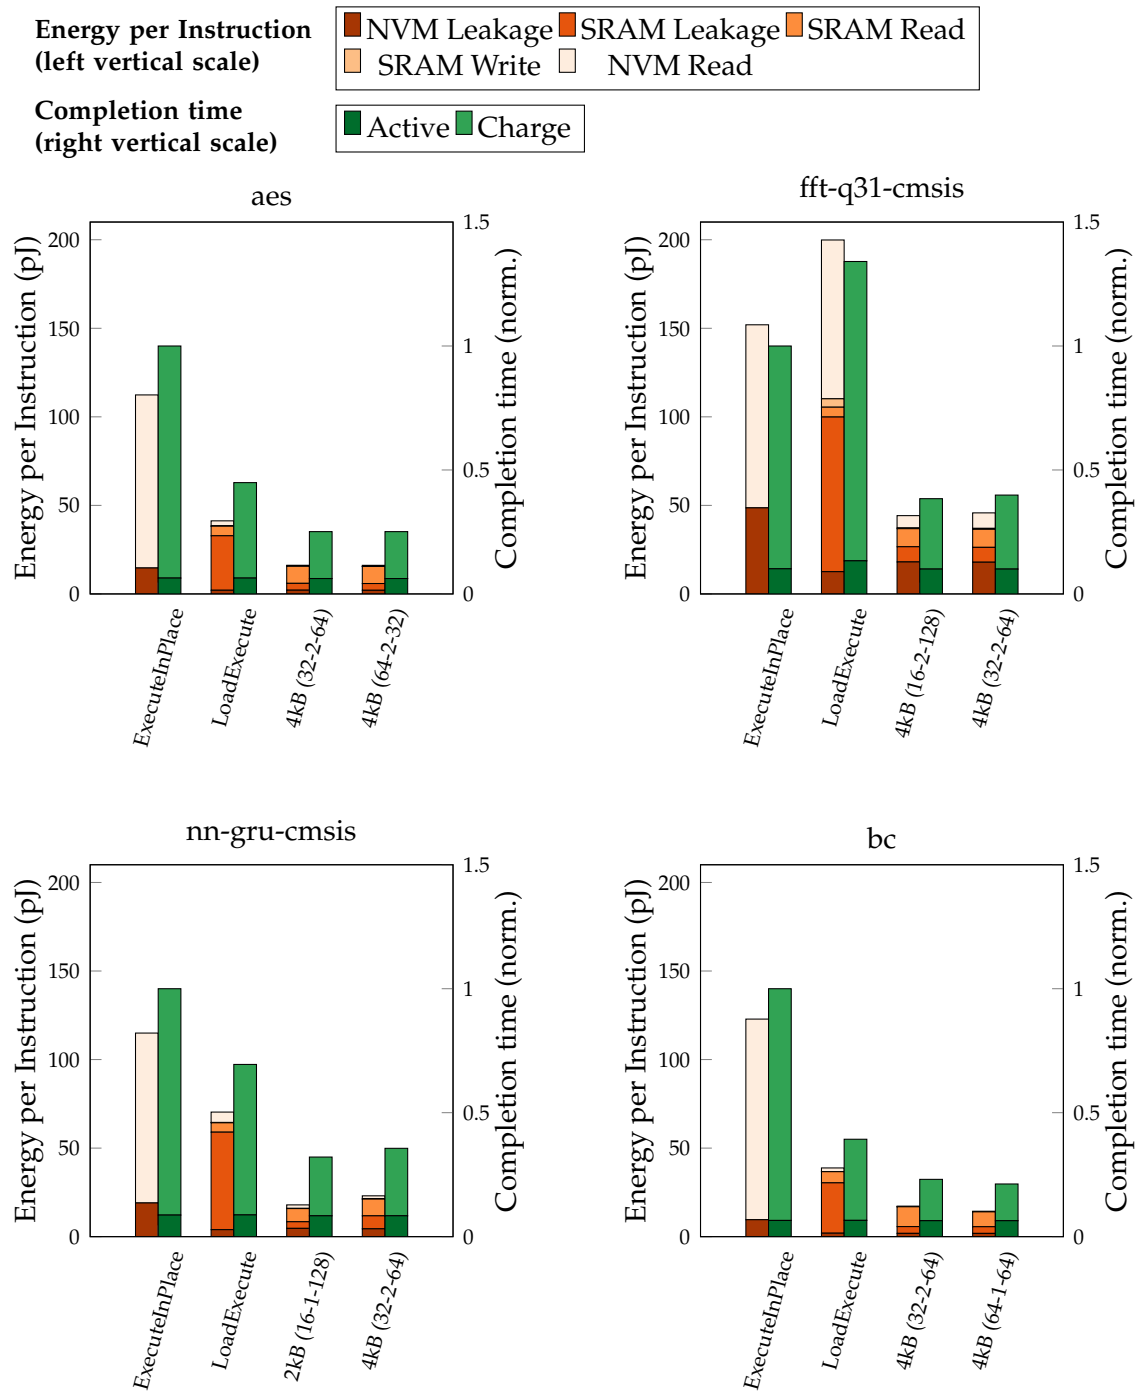 Energy per Instruction
(left vertical scale)
NVM Leakage SRAM Leakage SRAM Read
SRAM Write NVM Read
Completion time
(right vertical scale)
Active Charge
aes
Energy per Instruction (pJ)
200
150
100
50
0
1.5
1
0.5
0
Completion time (norm.)
ExecuteInPlace
LoadExecute
4kB (32-2-64)
4kB (64-2-32)
fft-q31-cmsis
Energy per Instruction (pJ)
200
150
100
50
0
1.5
1
0.5
0
Completion time (norm.)
ExecuteInPlace
LoadExecute
4kB (16-2-128)
4kB (32-2-64)
nn-gru-cmsis
Energy per Instruction (pJ)
200
150
100
50
0
1.5
1
0.5
0
Completion time (norm.)
ExecuteInPlace
LoadExecute
2kB (16-1-128)
4kB (32-2-64)
bc
Energy per Instruction (pJ)
200
150
100
50
0
1.5
1
0.5
0
Completion time (norm.)
ExecuteInPlace
LoadExecute
4kB (32-2-64)
4kB (64-1-64)